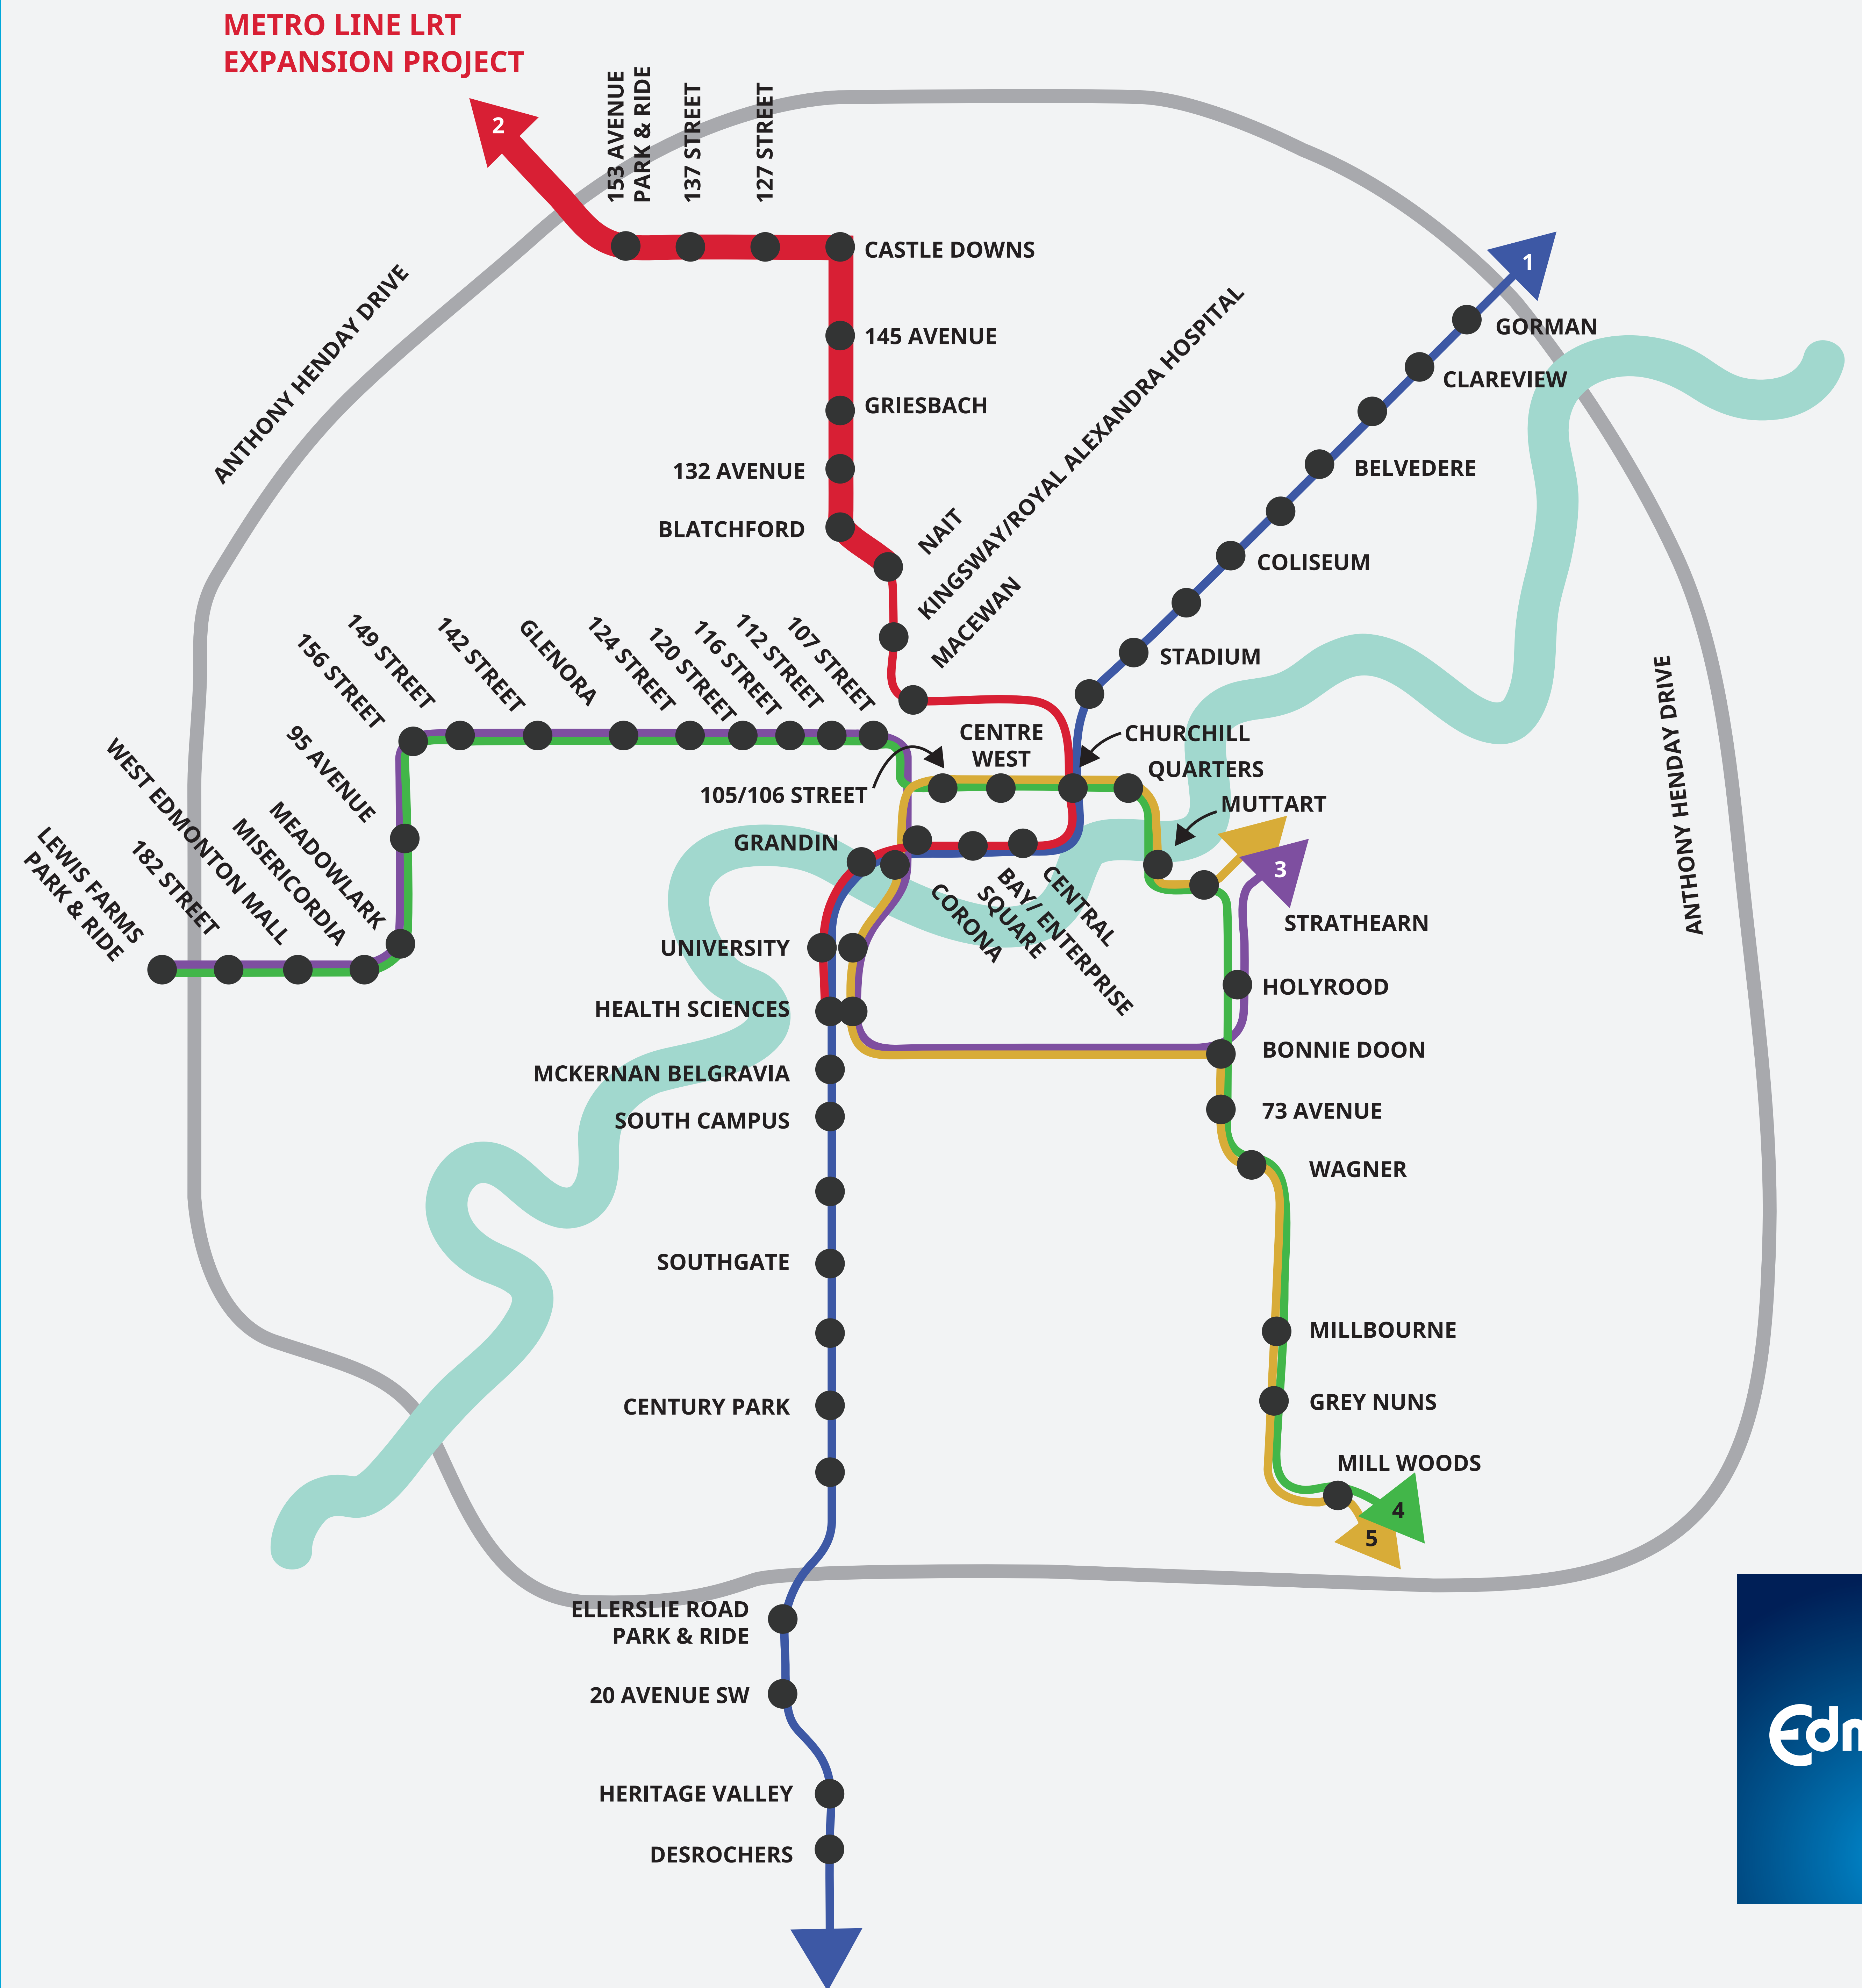 METRO LINE LRT
EXPANSION PROJECT
2
153 AVENUE
PARK & RIDE
137 STREET
127 STREET
CASTLE DOWNS
145 AVENUE
GRIESBACH
132 AVENUE
BLATCHFORD
NAIT
KINGSWAY/ROYAL ALEXANDRA HOSPITAL
MACEWAN
ANTHONY HENDAY DRIVE
1
GORMAN
CLAREVIEW
BELVEDERE
COLISEUM
STADIUM
CHURCHILL
CENTRE
WEST
QUARTERS
105/106 STREET
MUTTART
156 STREET
149 STREET
142 STREET
GLENORA
124 STREET
120 STREET
116 STREET
112 STREET
107 STREET
95 AVENUE
LEWIS FARMS
PARK & RIDE
182 STREET
WEST EDMONTON MALL
MISERICORDIA
MEADOWLARK
GRANDIN
CORONA
BAY/ ENTERPRISE
SQUARE
CENTRAL
3
STRATHEARN
ANTHONY HENDAY DRIVE
UNIVERSITY
HOLYROOD
HEALTH SCIENCES
BONNIE DOON
MCKERNAN BELGRAVIA
SOUTH CAMPUS
73 AVENUE
WAGNER
SOUTHGATE
MILLBOURNE
CENTURY PARK
GREY NUNS
MILL WOODS
4
5
ELLERSLIE ROAD
PARK & RIDE
20 AVENUE SW
HERITAGE VALLEY
DESROCHERS